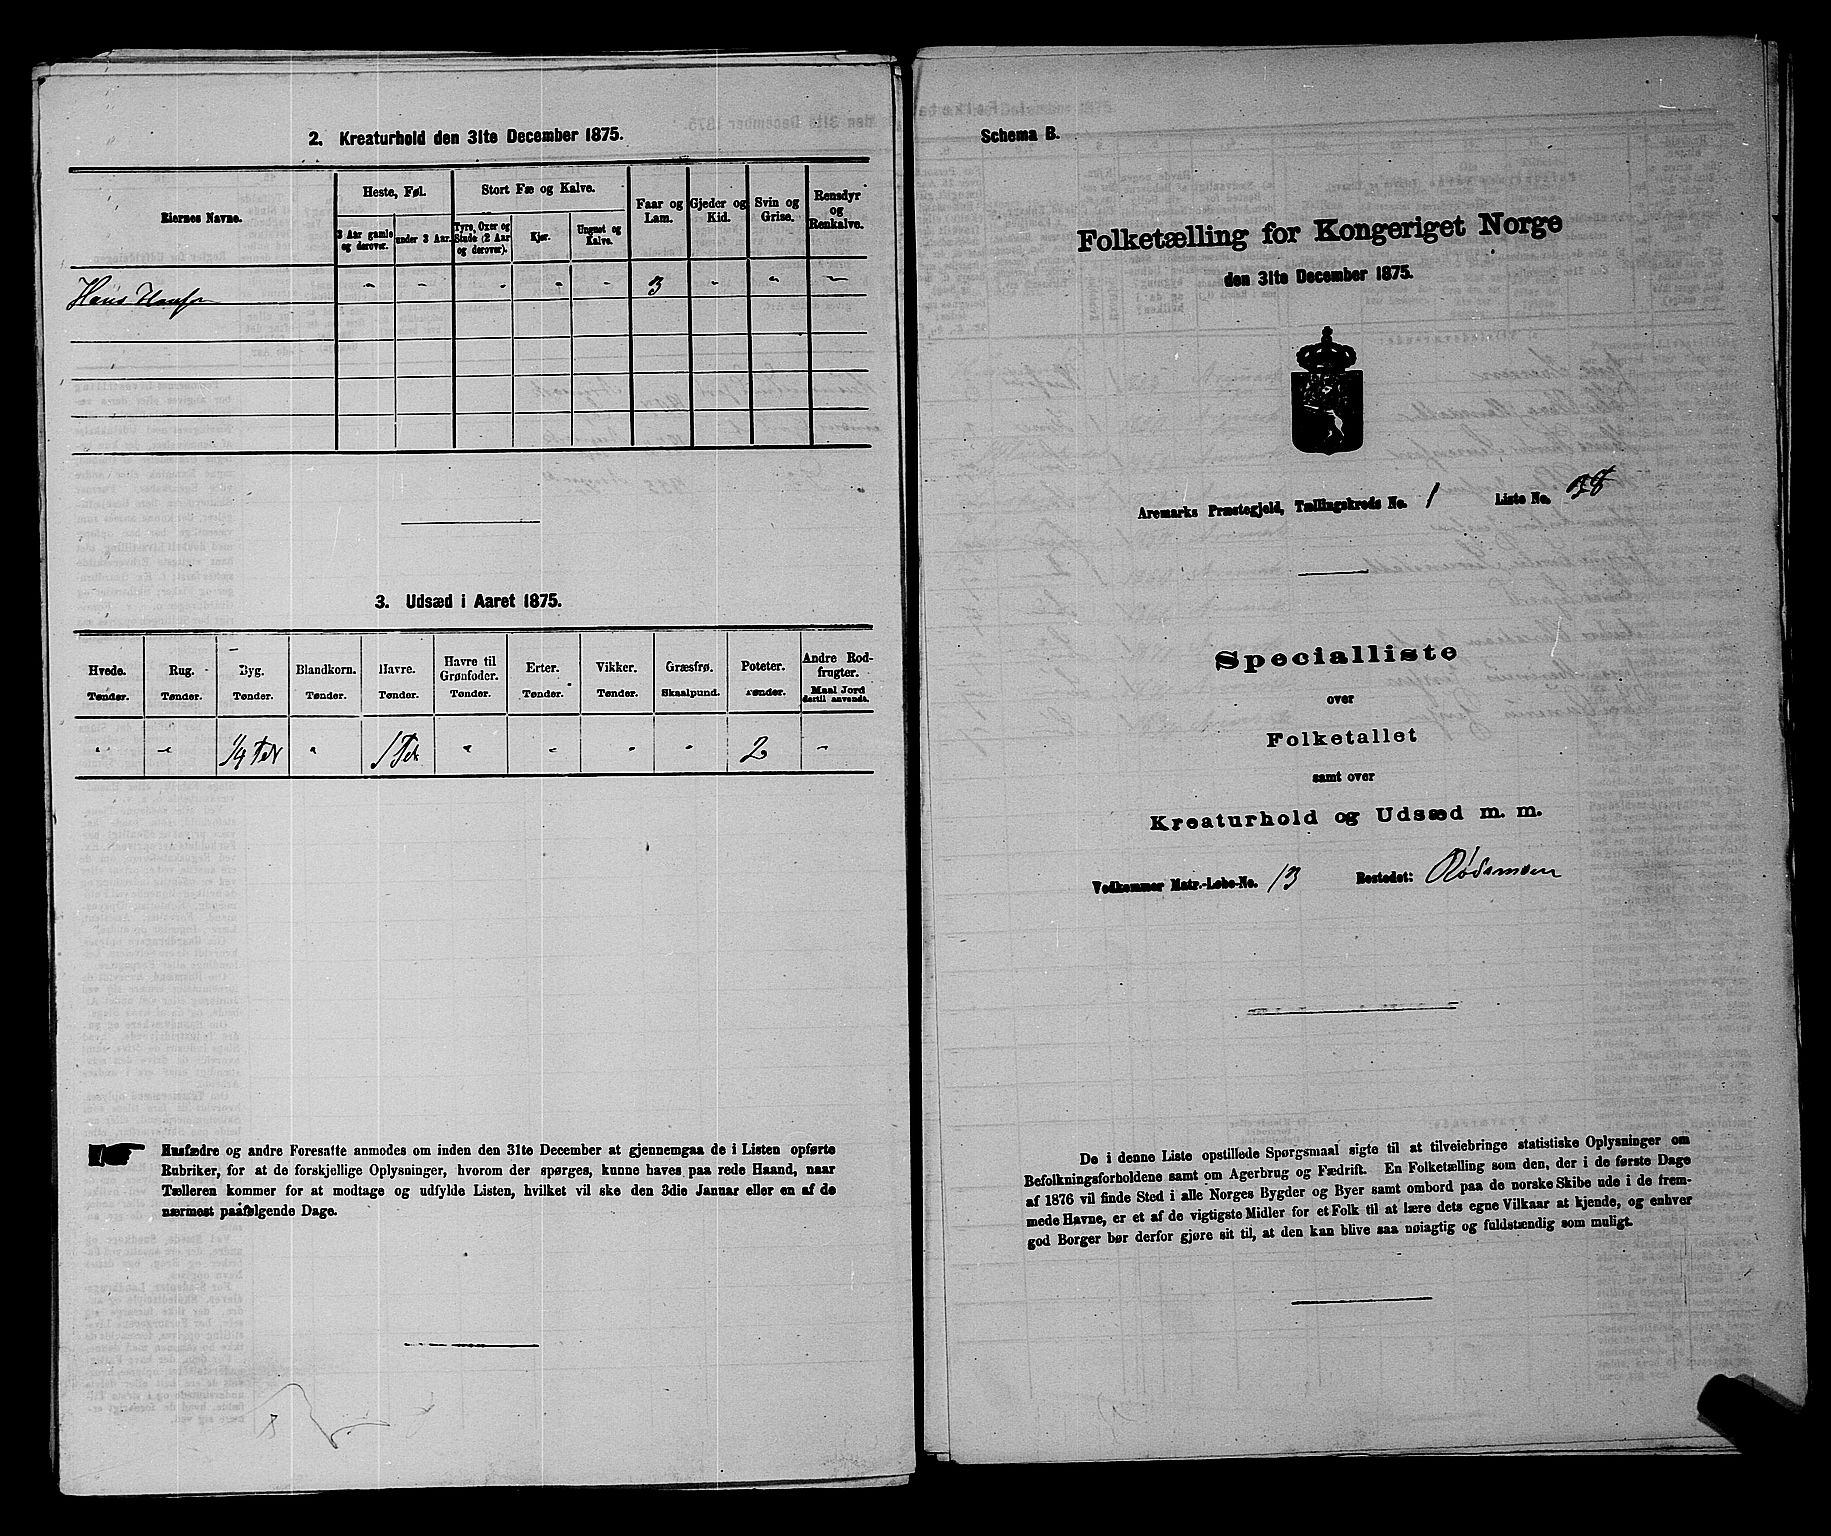 2. Kreaturhold den 31te December 1875.
Eiernes Navne.
Heste, Føl.
Stort Fæ og Kalve.
Faar og Lam.
Gjeder og Kid.
Svin og Grise.
Rensdyr og Renkalve.
3 Aar gamle og derover.
under 3 Aar.
Tyre, Oxer og Stude (2 Aar og derover).
Kjør.
Ungnøt og Kalve.
Hans Hansen " " " " " 3 " " "
3. Udsæd i Aaret 1875.
Hvede. Rug. Byg. Blandkorn. Havre. Havre til Grønfoder. Erter. Vikker. Græsfrø. Poteter. Andre Rodfrugter.
Tønder. Tønder. Tønder. Tønder. Tønder. Tønder. Tønder. Tønder. Skaalpund. Tønder. Maal Jord dertil anvendt.
" " 1/4 Td " 1 Td " " " " 2 "
Husfædre og andre Foresatte anmodes om inden den 31te December at gjennemgaa de i Listen opførte
Rubriker, for at de forskjellige Oplysninger, hvorom der spørges, kunne haves paa rede Haand, naar
Tælleren kommer for at modtage og udfylde Listen, hvilket vil ske den 3die Januar eller en af de
nærmest paafølgende Dage.
Schema B.
Folketælling for Kongeriget Norge
den 31te December 1875.
Aremarks Præstegjeld, Tællingskreds No. 1 Liste No.
Specialliste
over
Folketallet
samt over
Kreaturhold og Udsæd m. m.
Vedkommer Matr.-Løbe-No. 13 Bostedet: Rødsmoen
De i denne Liste opstillede Spørgsmaal sigte til at tilveiebringe statistiske Oplysninger om
Befolkningsforholdene samt om Agerbrug og Fædrift. En Folketælling som den, der i de første Dage
af 1876 vil finde Sted i alle Norges Bygder og Byer samt ombord paa de norske Skibe ude i de frem-
mede Havne, er et af de vigtigste Midler for et Folk til at lære dets egne Vilkaar at kjende, og enhver
god Borger bør derfor gjøre sit til, at den kan blive saa nøiagtig og fuldstændig som muligt.